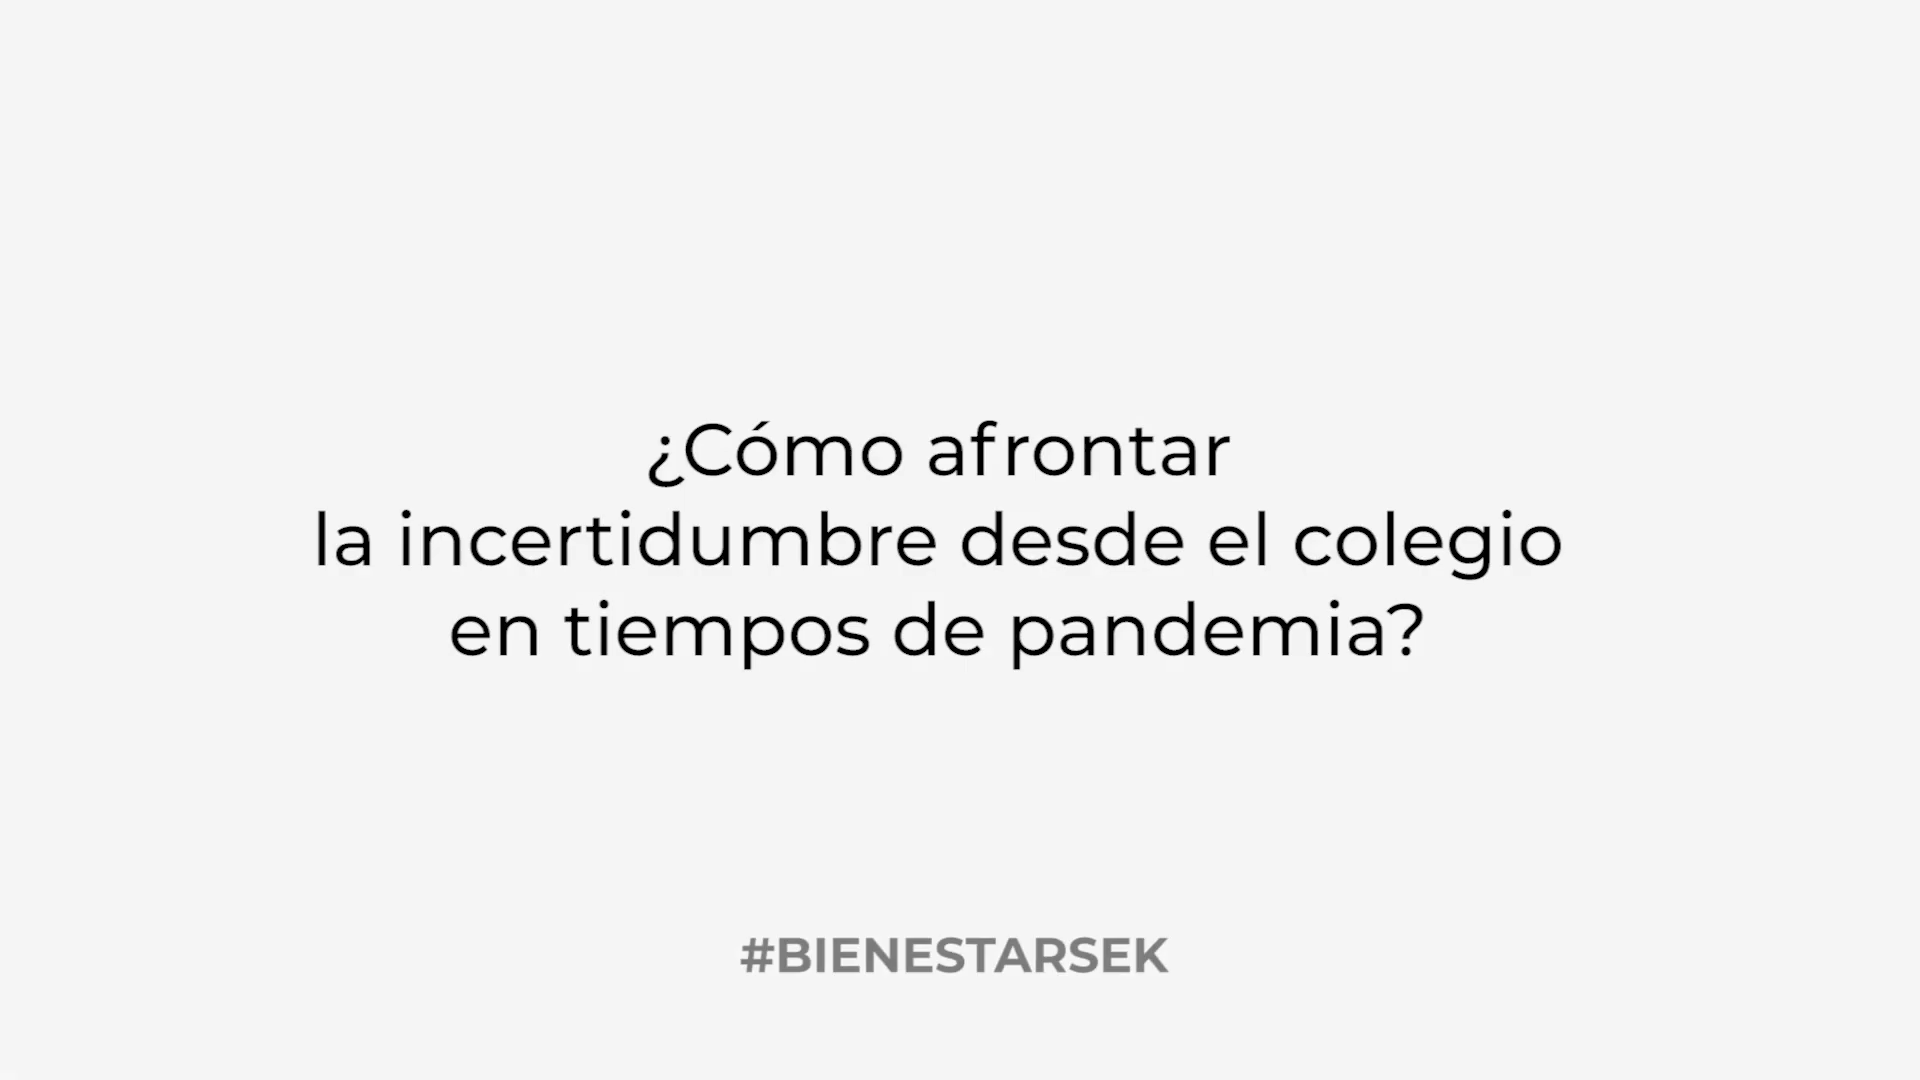 ¿Cómo afrontar
la incertidumbre desde el colegio
en tiempos de pandemia?
#BIENESTARSEK